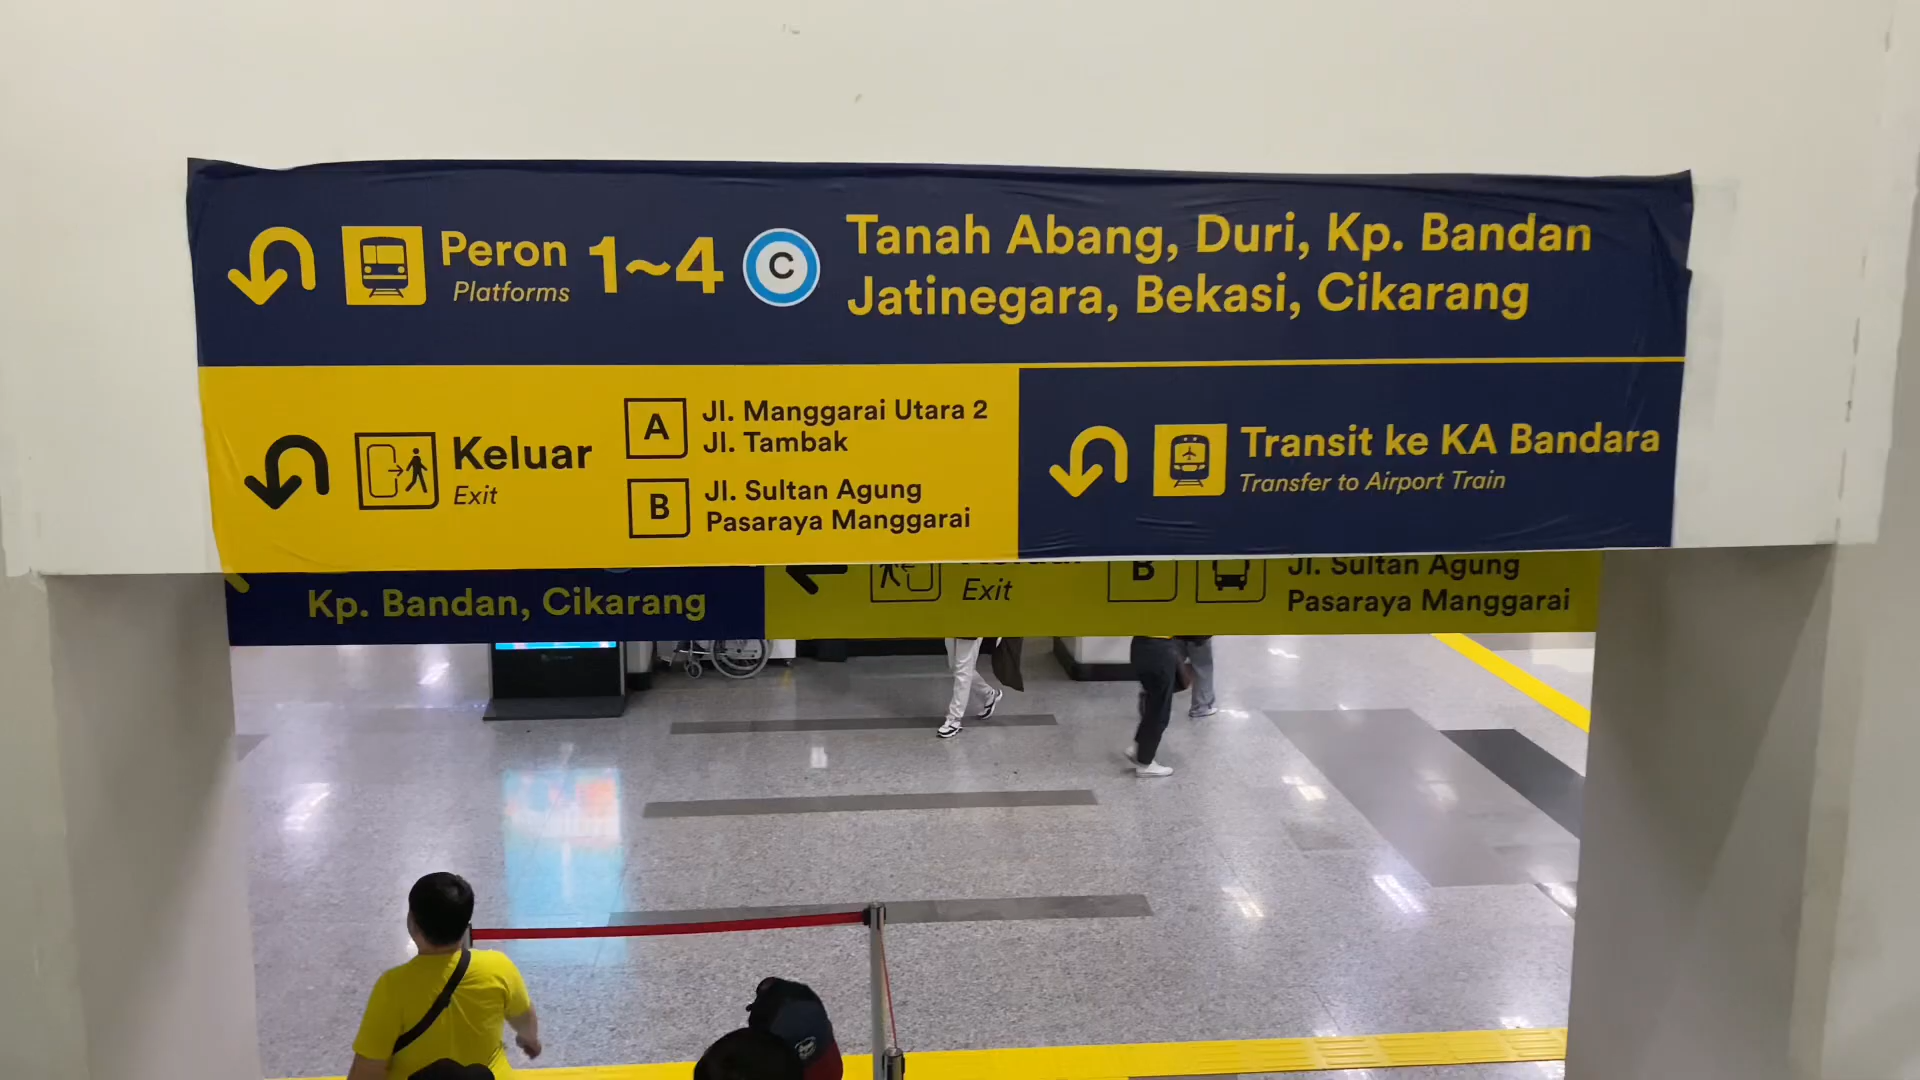 Peron 1~4 C
Platforms
Tanah Abang, Duri, Kp. Bandan
Jatinegara, Bekasi, Cikarang
Keluar
Exit
A
Jl. Manggarai Utara 2
Jl. Tambak
B
Jl. Sultan Agung
Pasaraya Manggarai
Transit ke KA Bandara
Transfer to Airport Train
Kp. Bandan, Cikarang
Exit
B
Jl. Sultan Agung
Pasaraya Manggarai